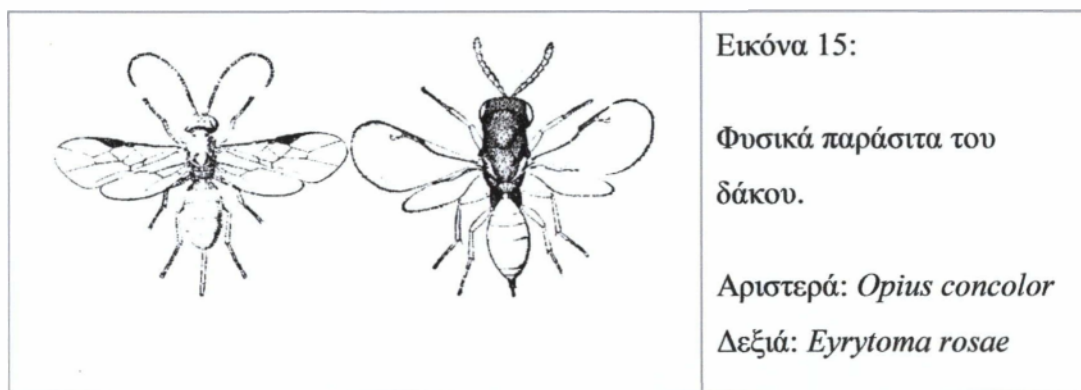 Εικόνα 15:
Φυσικά παράσιτα του
δάκου.
Αριστερά: Opius concolor
Δεξιά: Eyrytoma rosae